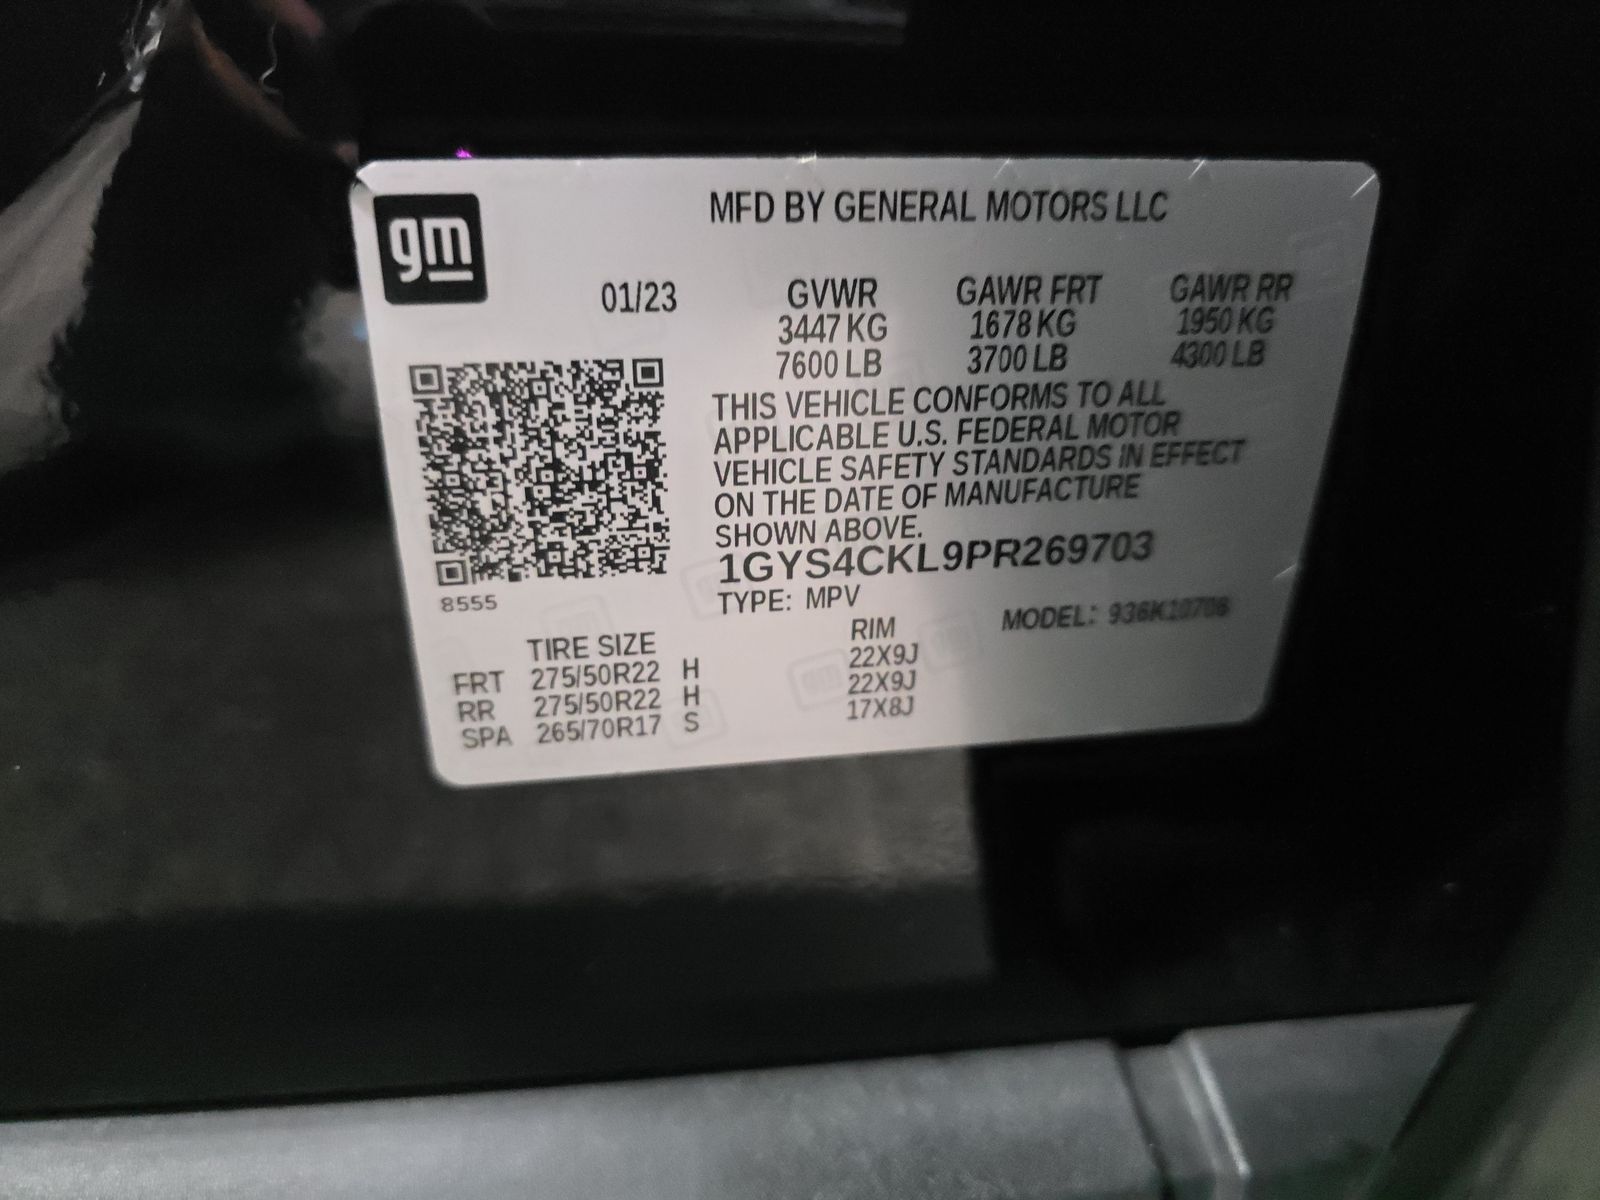 gm
MFD BY GENERAL MOTORS LLC
01/23 GVWR GAWR FRT GAWR RR
3447 KG 1678 KG 1950 KG
7600 LB 3700 LB 4300 LB
THIS VEHICLE CONFORMS TO ALL
APPLICABLE U.S. FEDERAL MOTOR
VEHICLE SAFETY STANDARDS IN EFFECT
ON THE DATE OF MANUFACTURE
SHOWN ABOVE.
1GYS4CKL9PR269703
8555
TYPE: MPV
MODEL:
TIRE SIZE RIM
FRT 275/50R22 H 22X9J
RR 275/50R22 H 22X9J
SPA 265/70R17 S 17X8J